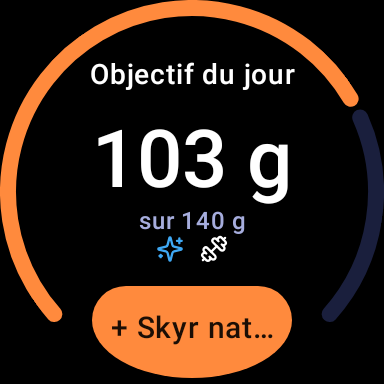 Objectif du jour
103 g
sur 140 g
+ Skyr nat…